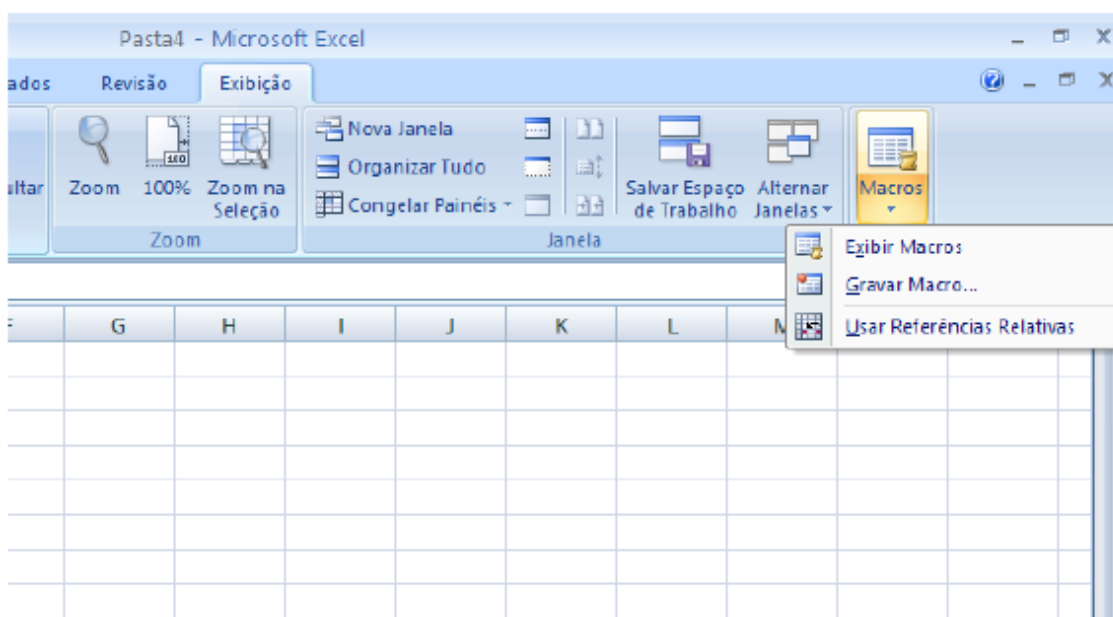 Pasta4 - Microsoft Excel
ados Revisão Exibição
Nova Janela
Organizar Tudo
Congelar Painéis
ultar Zoom 100% Zoom na Seleção
Salvar Espaço de Trabalho
Alternar Janelas
Macros
Zoom Janela
Exibir Macros
Gravar Macro...
Usar Referências Relativas
G H I J K L